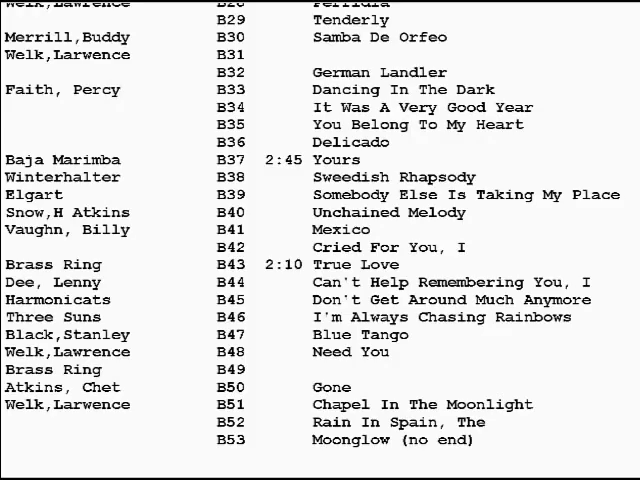 Welk,Lawrence B28 Perfidia
B29 Tenderly
Merrill,Buddy B30 Samba De Orfeo
Welk,Larwence B31
B32 German Landler
Faith, Percy B33 Dancing In The Dark
B34 It Was A Very Good Year
B35 You Belong To My Heart
B36 Delicado
Baja Marimba B37 2:45 Yours
Winterhalter B38 Sweedish Rhapsody
Elgart B39 Somebody Else Is Taking My Place
Snow,H Atkins B40 Unchained Melody
Vaughn, Billy B41 Mexico
B42 Cried For You, I
Brass Ring B43 2:10 True Love
Dee, Lenny B44 Can't Help Remembering You, I
Harmonicats B45 Don't Get Around Much Anymore
Three Suns B46 I'm Always Chasing Rainbows
Black,Stanley B47 Blue Tango
Welk,Lawrence B48 Need You
Brass Ring B49
Atkins, Chet B50 Gone
Welk,Larwence B51 Chapel In The Moonlight
B52 Rain In Spain, The
B53 Moonglow (no end)